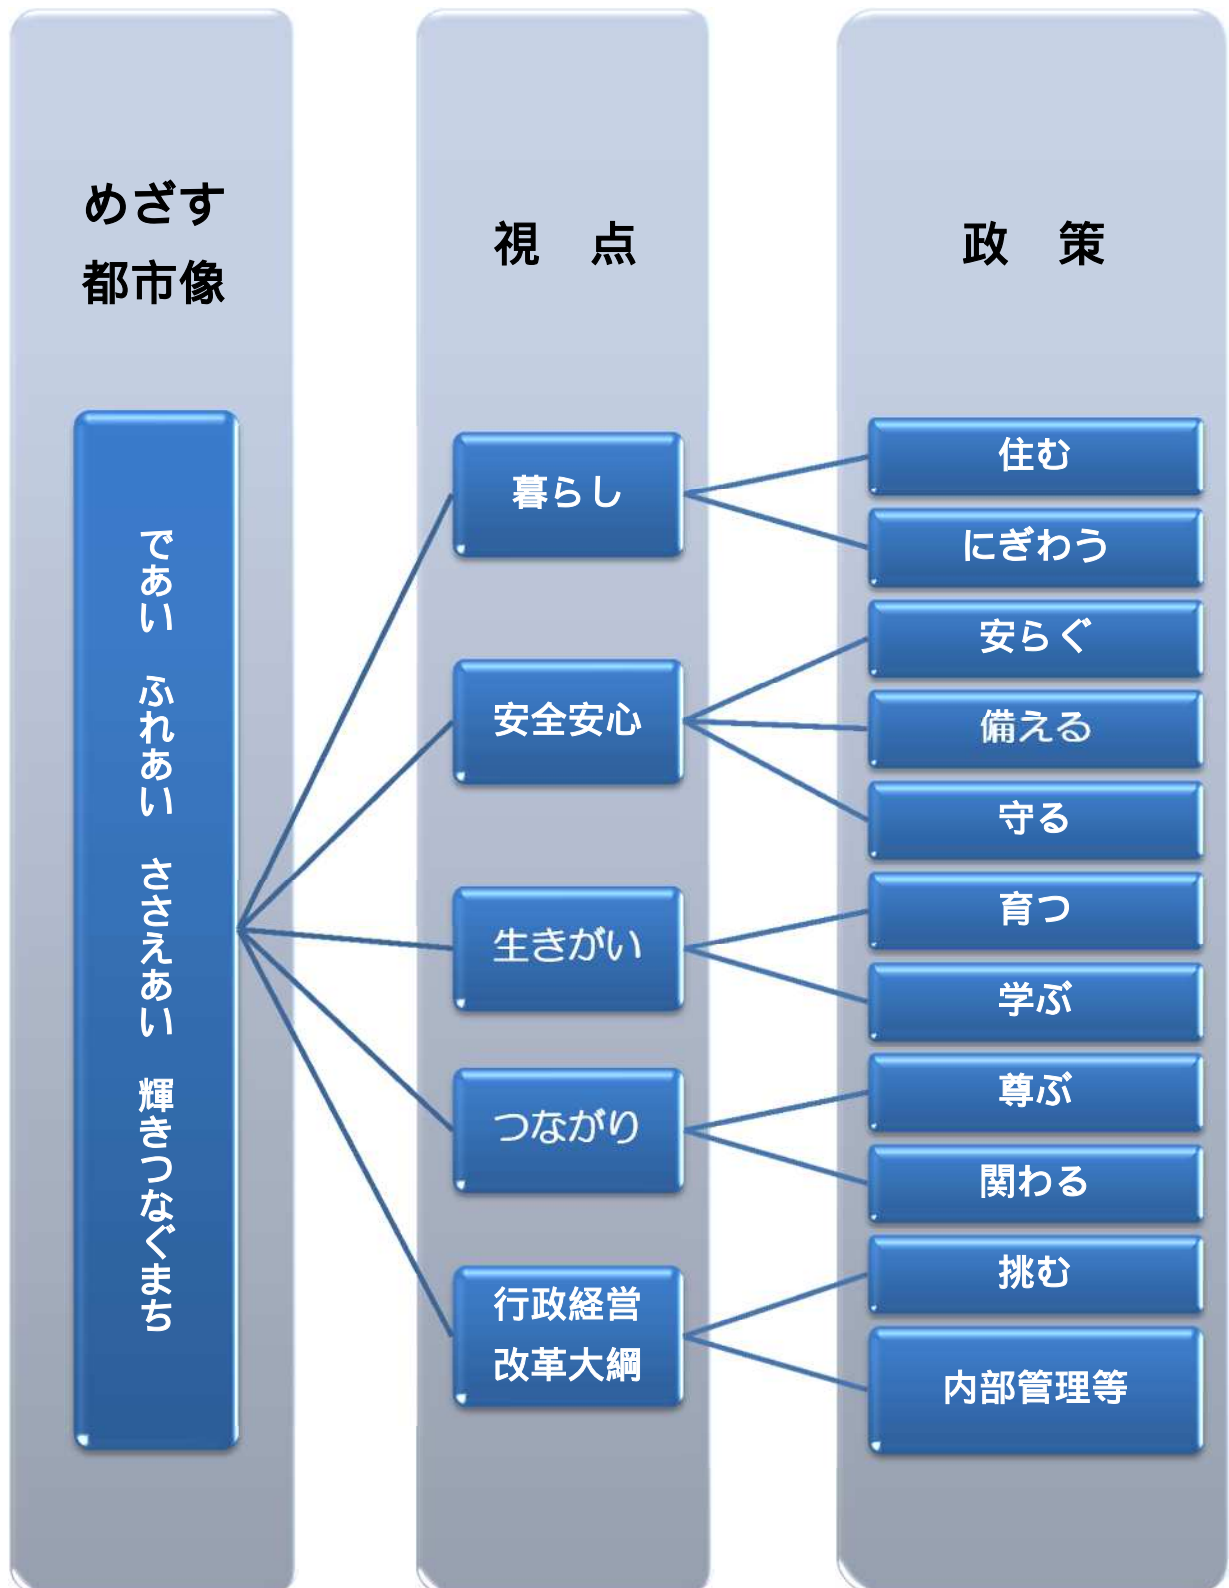 めざす
都市像
視　点
政　策
であい　ふれあい　ささえあい　輝きつなぐまち
暮らし
安全安心
生きがい
つながり
行政経営
改革大綱
住む
にぎわう
安らぐ
備える
守る
育つ
学ぶ
尊ぶ
関わる
挑む
内部管理等